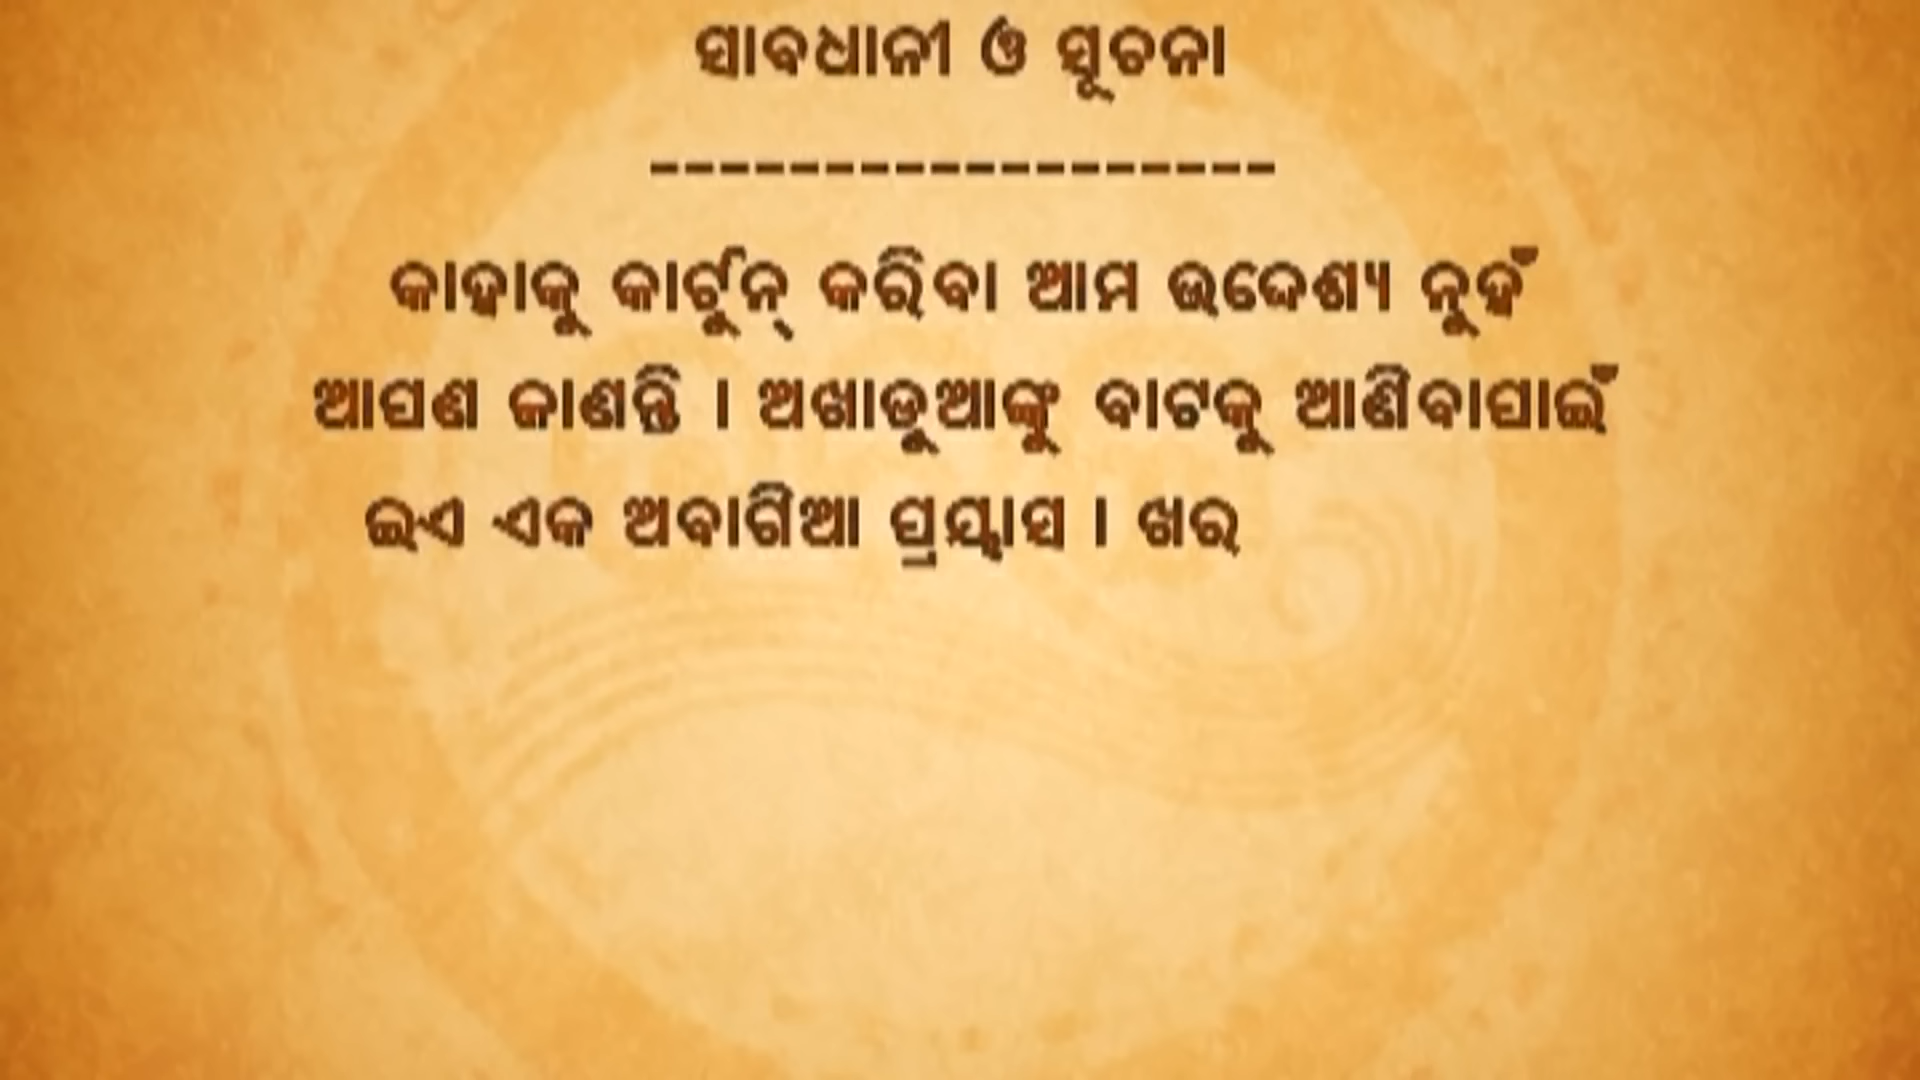 ସାବଧାନୀ ଓ ସୂଚନା
------------------
କାହାକୁ କାର୍ଟୁନ୍ କରିବା ଆମ ଉଦ୍ଦେଶ୍ୟ ନୁହଁ
ଆପଣ ଜାଣନ୍ତି । ଅଖାଡୁଆଙ୍କୁ ବାଟକୁ ଆଣିବାପାଇଁ
ଇଏ ଏକ ଅବାଗିଆ ପ୍ରୟାସ । ଖର